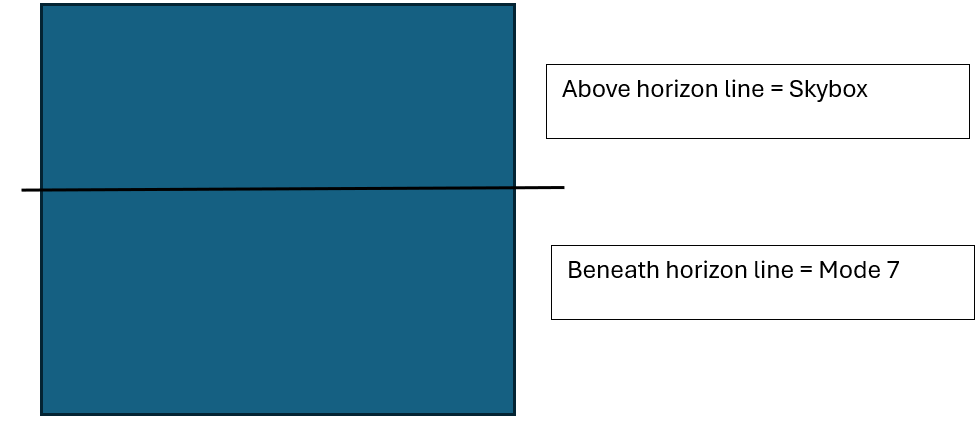 Above horizon line = Skybox
Beneath horizon line = Mode 7